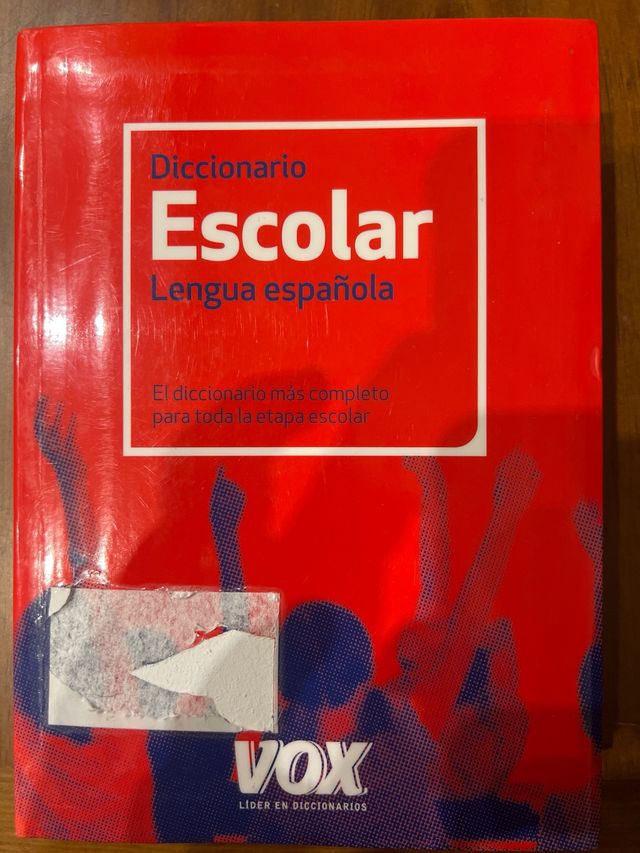 Diccionario
Escolar
Lengua española
El diccionario más completo
para toda la etapa escolar
VOX
LÍDER EN DICCIONARIOS